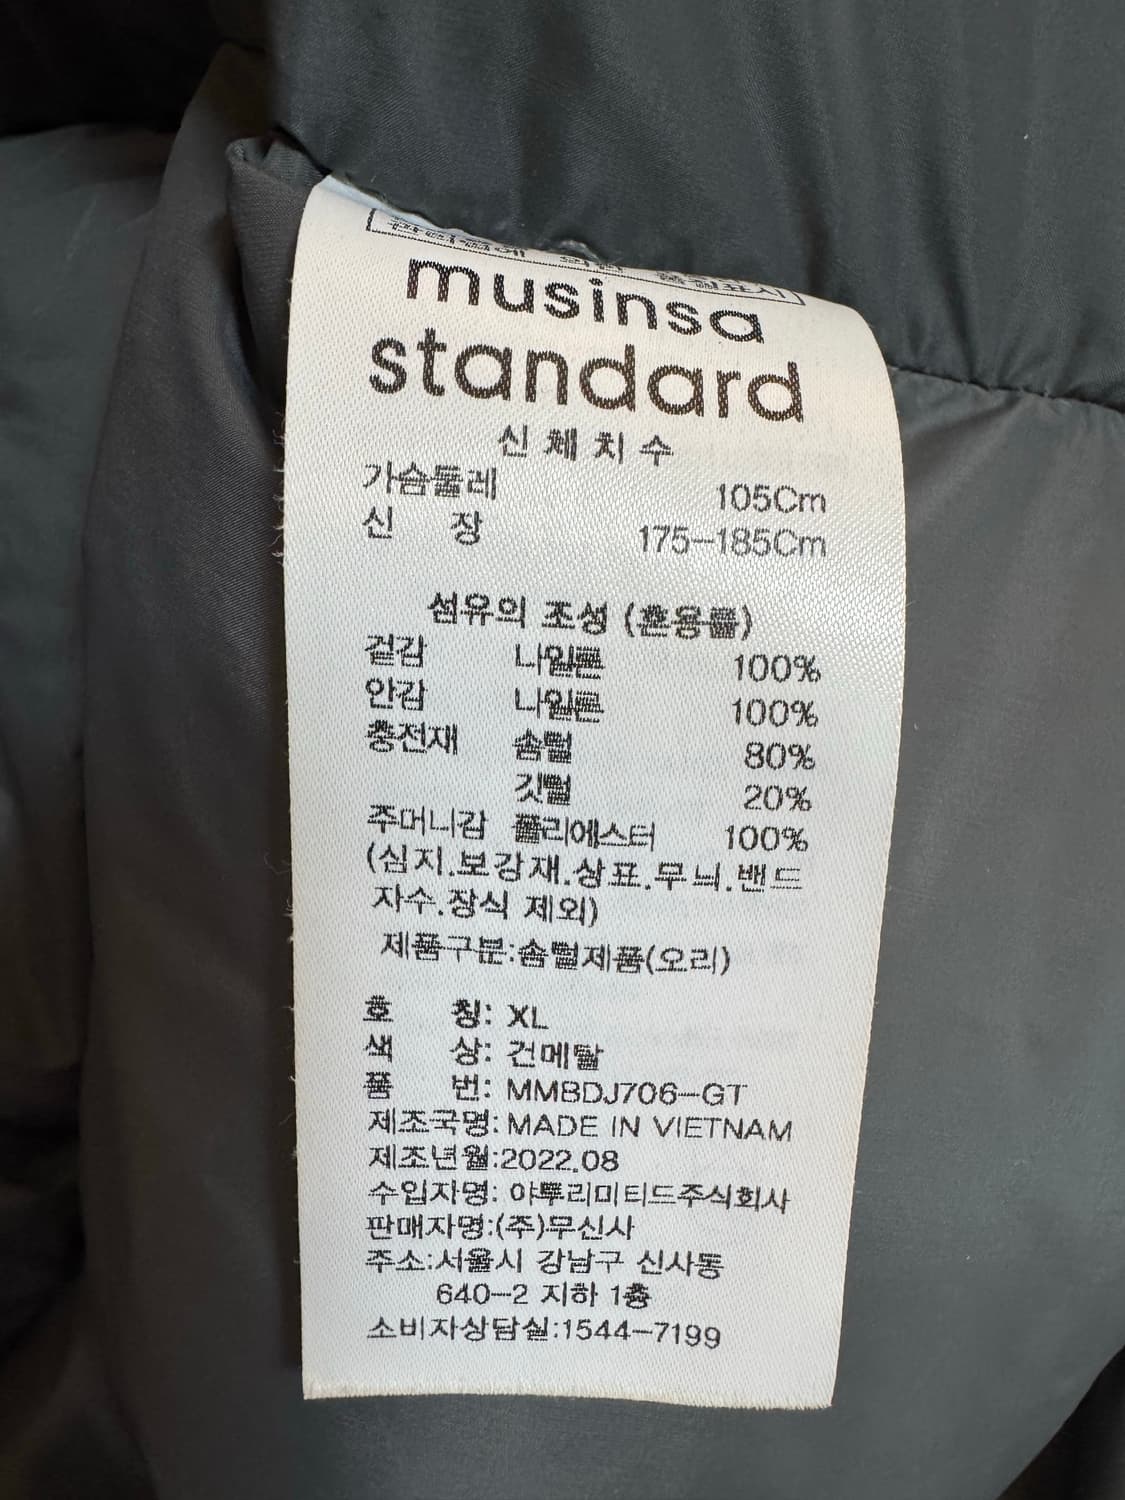 musinsa
standard
신체치수
가슴둘레 105Cm
신 장 175-185Cm
섬유의 조성 (혼용률)
겉감 나일론 100%
안감 나일론 100%
충전재 솜털 80%
깃털 20%
주머니감 폴리에스터 100%
(심지.보강재.상표.무늬.밴드
자수.장식 제외)
제품구분:솜털제품(오리)
호 칭: XL
색 상: 건메탈
품 번: MMBDJ706-GT
제조국명: MADE IN VIETNAM
제조년월:2022.08
수입자명: 야투리미티드주식회사
판매자명:(주)무신사
주소:서울시 강남구 신사동
640-2 지하 1층
소비자상담실:1544-7199